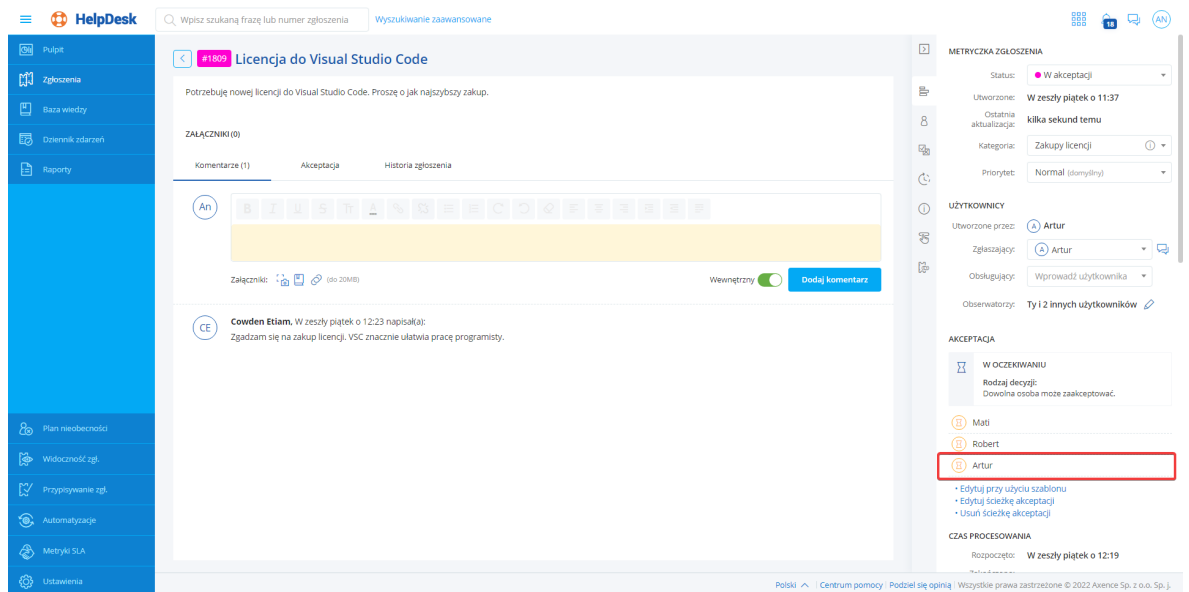 HelpDesk
Wpisz szukaną frazę lub numer zgłoszenia
Wyszukiwanie zaawansowane
18
AN
Pulpit
Zgłoszenia
Baza wiedzy
Dziennik zdarzeń
Raporty
Plan nieobecności
Widoczność zgł.
Przypisywanie zgł.
Automatyzacje
Metryki SLA
Ustawienia
#1809 Licencja do Visual Studio Code
Potrzebuję nowej licencji do Visual Studio Code. Proszę o jak najszybszy zakup.
ZAŁĄCZNIKI (0)
Komentarze (1) Akceptacja Historia zgłoszenia
An
Załączniki: (do 20MB)
Wewnętrzny Dodaj komentarz
CE
Cowden Etiam, W zeszły piątek o 12:23 napisał(a):
Zgadzam się na zakup licencji. VSC znacznie ułatwia pracę programisty.
METRYCZKA ZGŁOSZENIA
Status: W akceptacji
Utworzone: W zeszły piątek o 11:37
Ostatnia aktualizacja: kilka sekund temu
Kategoria: Zakupy licencji
Priorytet: Normal (domyślny)
UŻYTKOWNICY
Utworzone przez: A Artur
Zgłaszający: A Artur
Obsługujący: Wprowadź użytkownika
Obserwatorzy: Ty i 2 innych użytkowników
AKCEPTACJA
W OCZEKIWANIU
Rodzaj decyzji:
Dowolna osoba może zaakceptować.
Mati
Robert
Artur
• Edytuj przy użyciu szablonu
• Edytuj ścieżkę akceptacji
• Usuń ścieżkę akceptacji
CZAS PROCESOWANIA
Rozpoczęto: W zeszły piątek o 12:19
Polski | Centrum pomocy | Podziel się opinią | Wszystkie prawa zastrzeżone © 2022 Axence Sp. z o.o. Sp. j.